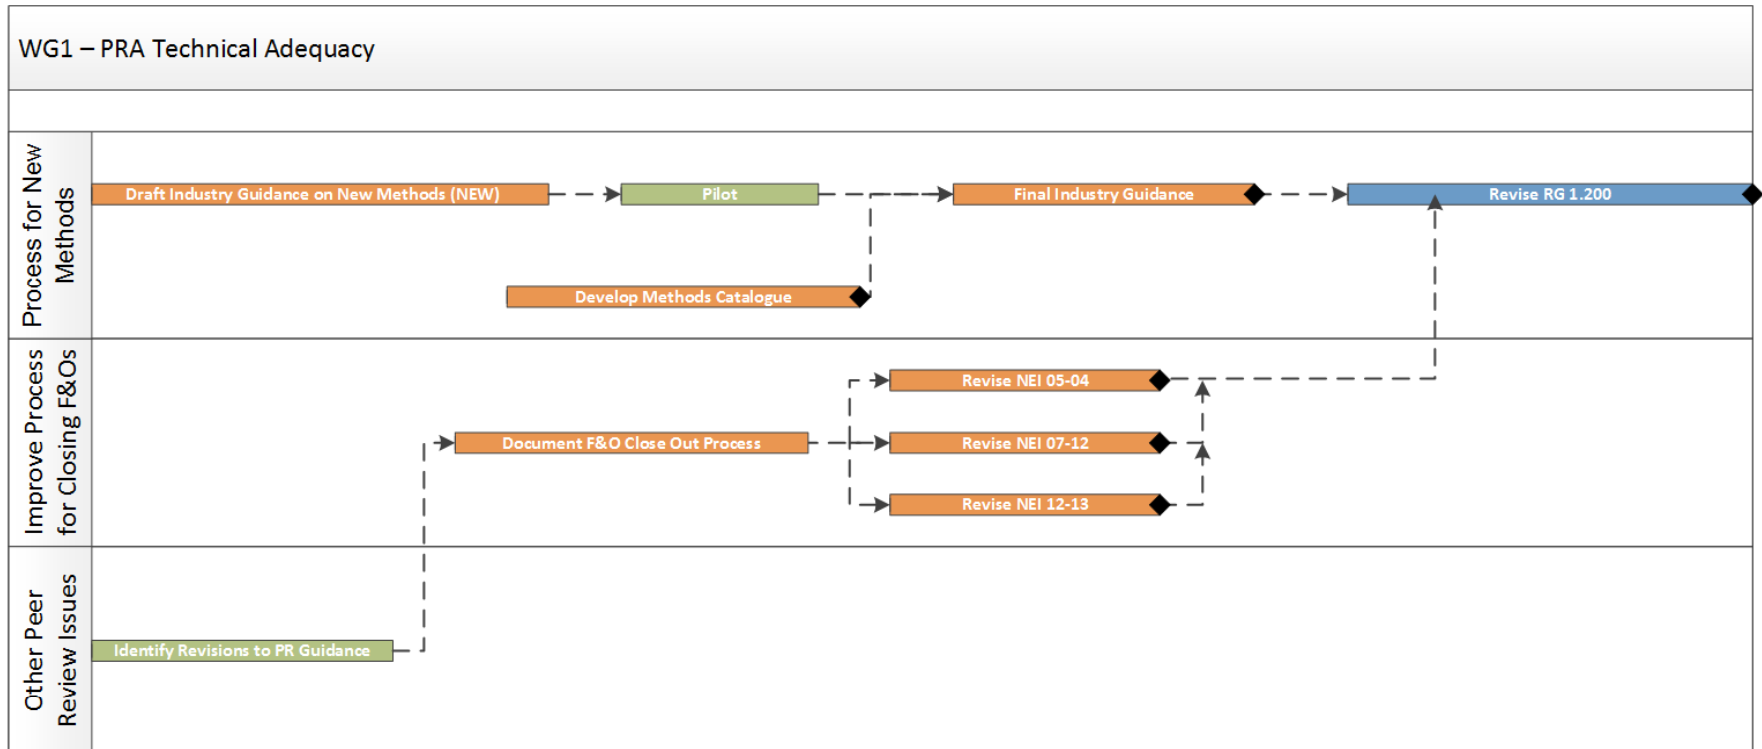 WG1 – PRA Technical Adequacy
Process for New
Methods
Draft Industry Guidance on New Methods (NEW)
Pilot
Final Industry Guidance
Revise RG 1.200
Develop Methods Catalogue
Improve Process
for Closing F&Os
Revise NEI 05-04
Document F&O Close Out Process
Revise NEI 07-12
Revise NEI 12-13
Other Peer
Review Issues
Identify Revisions to PR Guidance